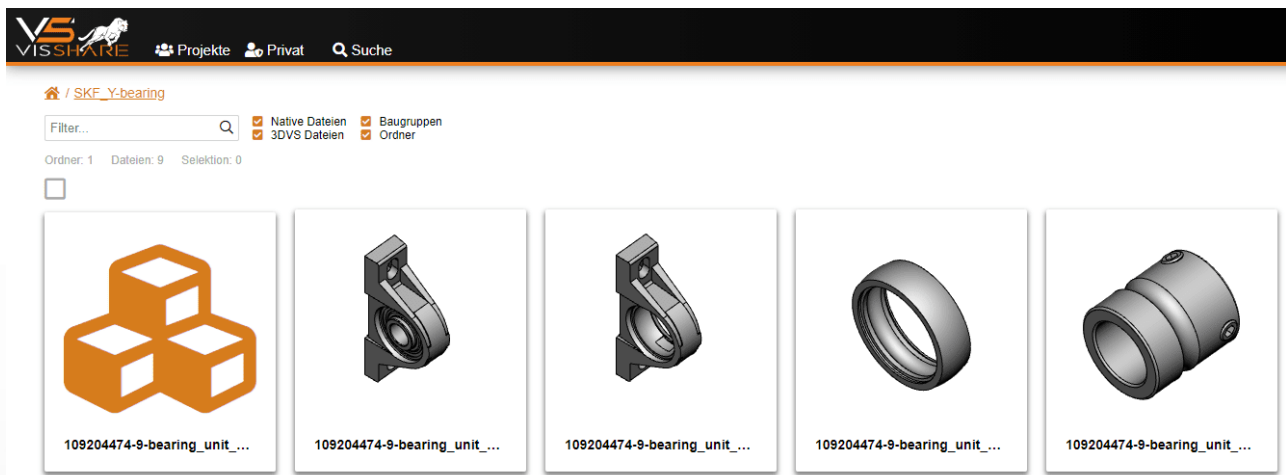 VS
VISSHARE
Projekte Privat Suche
/ SKF_Y-bearing
Filter...
Native Dateien Baugruppen
3DVS Dateien Ordner
Ordner: 1 Dateien: 9 Selektion: 0
109204474-9-bearing_unit_... 109204474-9-bearing_unit_... 109204474-9-bearing_unit_... 109204474-9-bearing_unit_... 109204474-9-bearing_unit_...